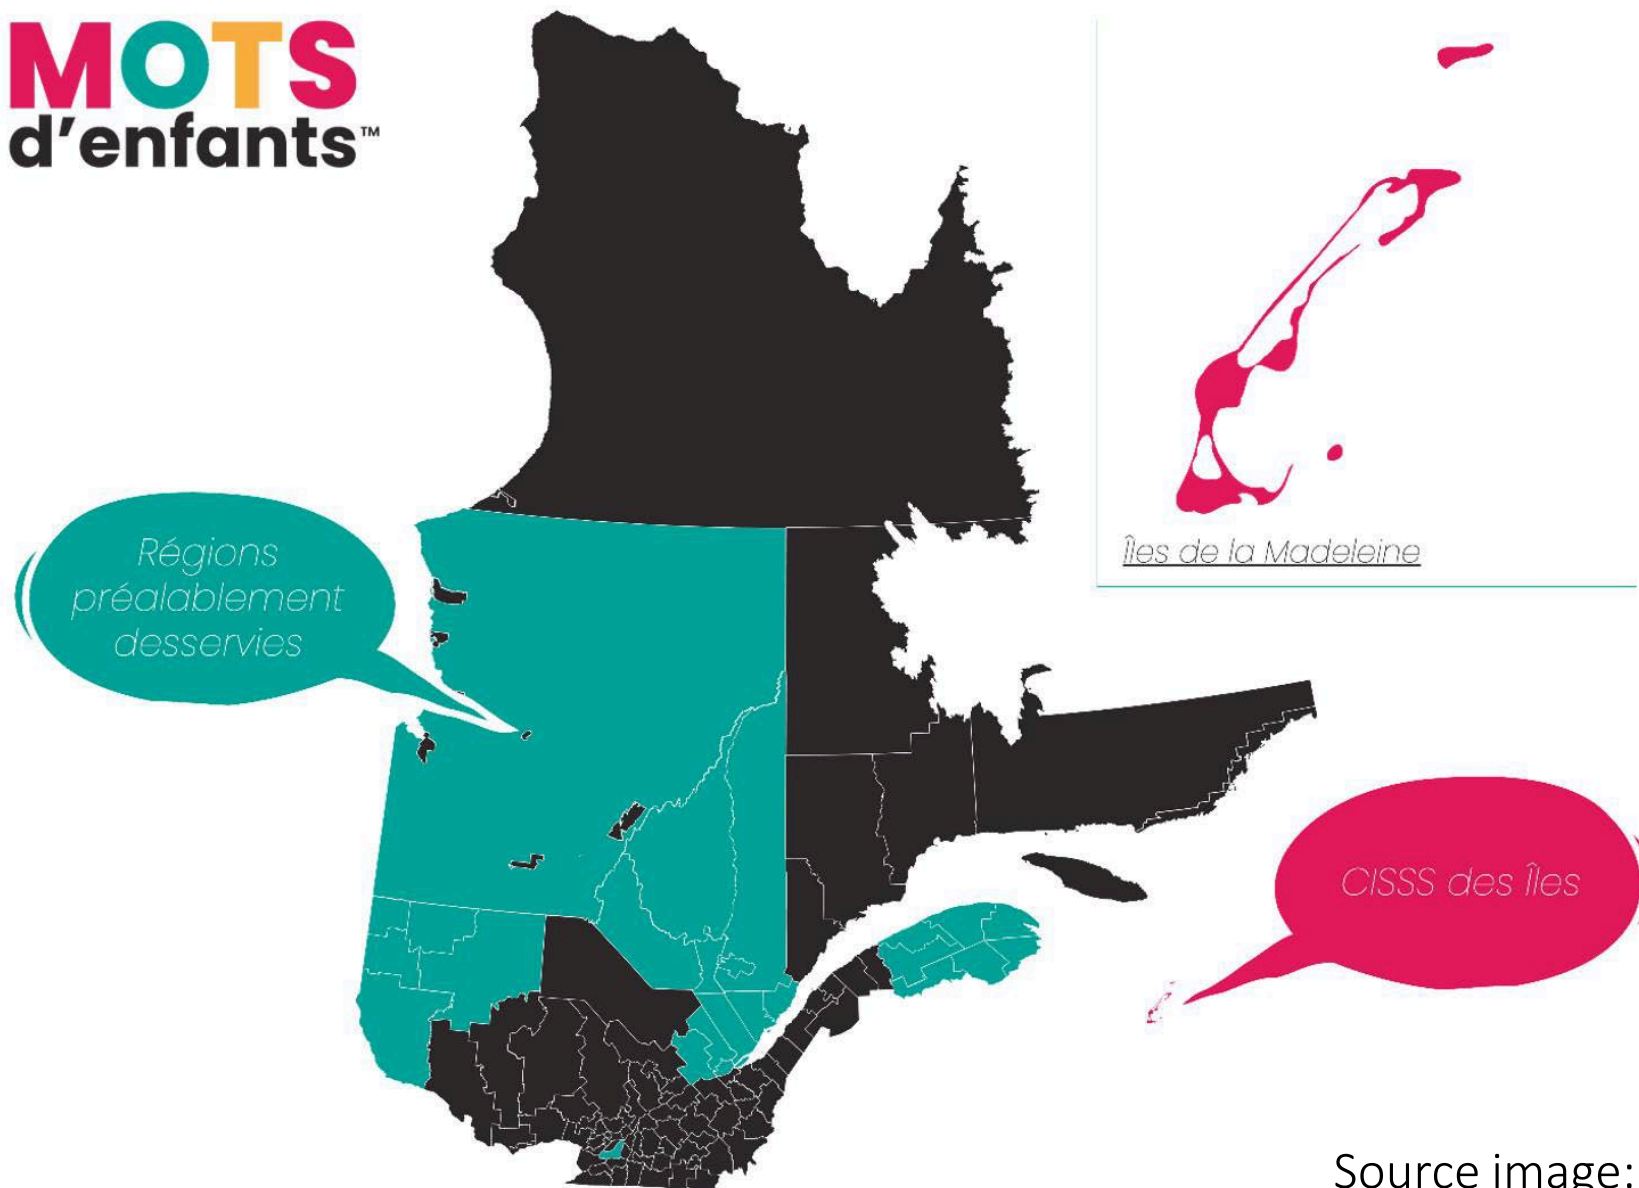 MOTS
d'enfants™
Régions
préalablement
desservies
Îles de la Madeleine
CISSS des Îles
Source image: